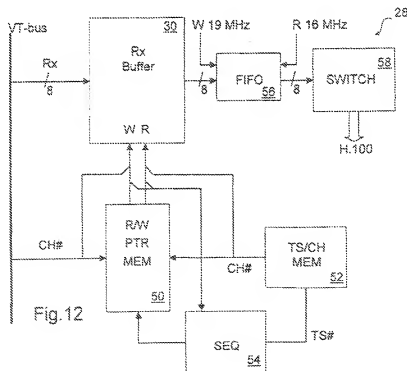 VT-bus
28
30
W 19 MHz
R 16 MHz
Rx
8
Rx
Buffer
8
FIFO
56
8
SWITCH
58
H.100
W R
R/W
PTR
MEM
50
CH#
CH#
TS/CH
MEM
52
Fig.12
SEQ
54
TS#